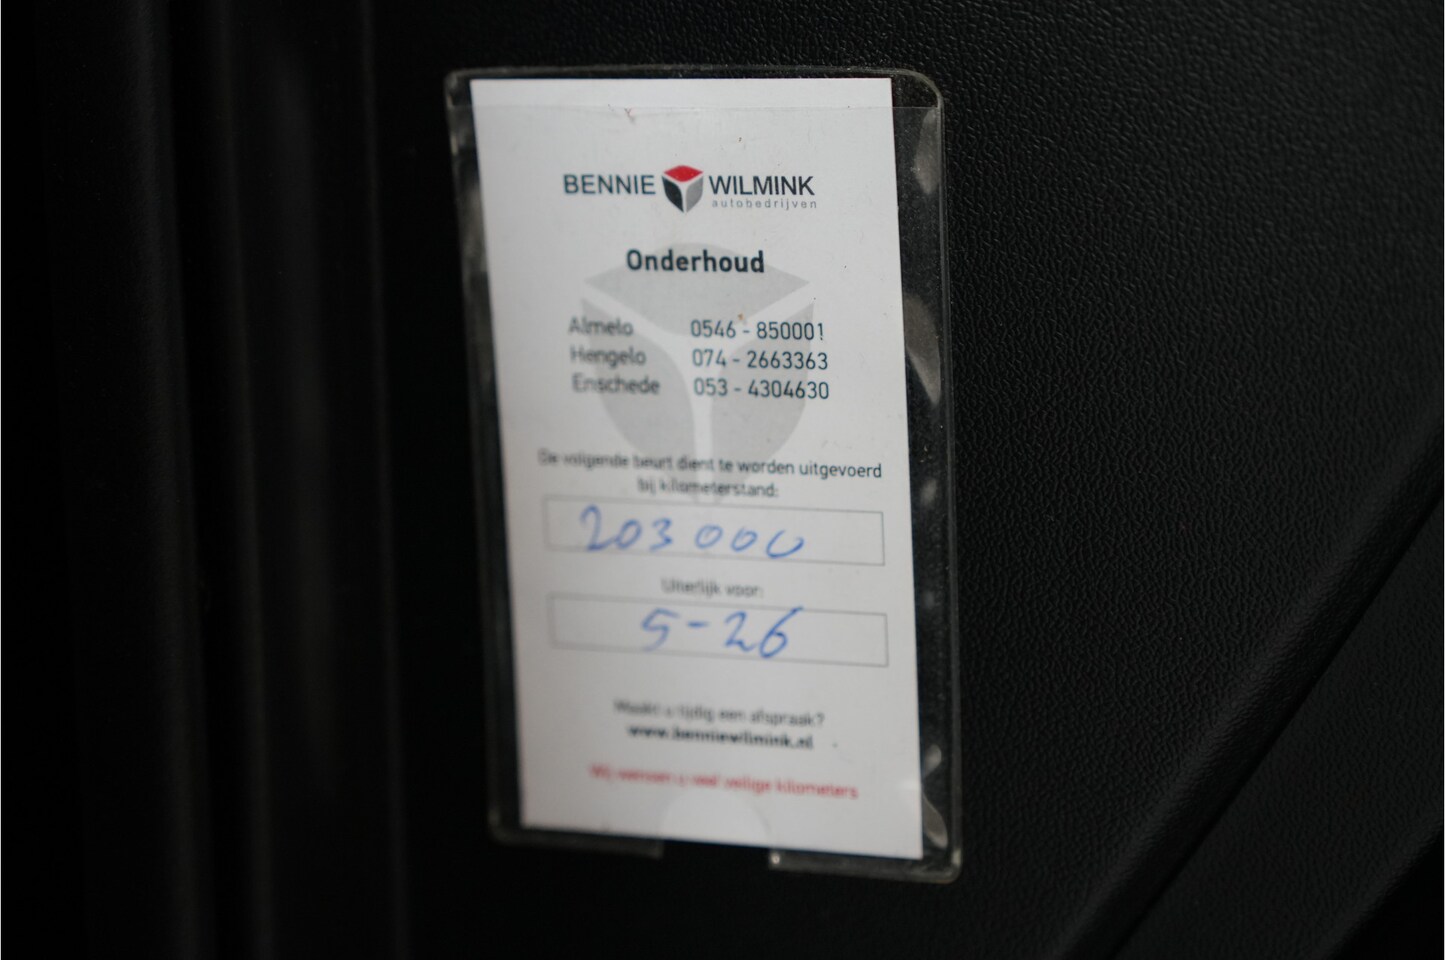 BENNIE WILMINK
autobedrijven
Onderhoud
Almelo 0546 - 850001
Hengelo 074 - 2663363
Enschede 053 - 4304630
De volgende beurt dient te worden uitgevoerd
bij kilometerstand:
203000
Uiterlijk voor:
5-26
Maakt u tijdig een afspraak?
www.benniewilmink.nl
Wij wensen u veel veilige kilometers